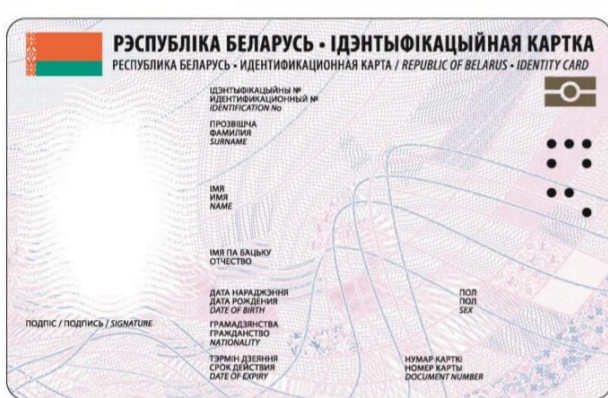 РЭСПУБЛІКА БЕЛАРУСЬ • ІДЭНТЫФІКАЦЫЙНАЯ КАРТКА
РЕСПУБЛИКА БЕЛАРУСЬ • ИДЕНТИФИКАЦИОННАЯ КАРТА / REPUBLIC OF BELARUS • IDENTITY CARD
ІДЭНТЫФІКАЦЫЙНЫ №
ИДЕНТИФИКАЦИОННЫЙ №
IDENTIFICATION No
ПРОЗВІШЧА
ФАМИЛИЯ
SURNAME
ІМЯ
ИМЯ
NAME
ІМЯ ПА БАЦЬКУ
ОТЧЕСТВО
ДАТА НАРАДЖЭННЯ
ДАТА РОЖДЕНИЯ
DATE OF BIRTH
ПОЛ
ПОЛ
SEX
ПОДПІС / ПОДПИСЬ / SIGNATURE
ГРАМАДЗЯНСТВА
ГРАЖДАНСТВО
NATIONALITY
ТЭРМІН ДЗЕЯННЯ
СРОК ДЕЙСТВИЯ
DATE OF EXPIRY
НУМАР КАРТКІ
НОМЕР КАРТЫ
DOCUMENT NUMBER